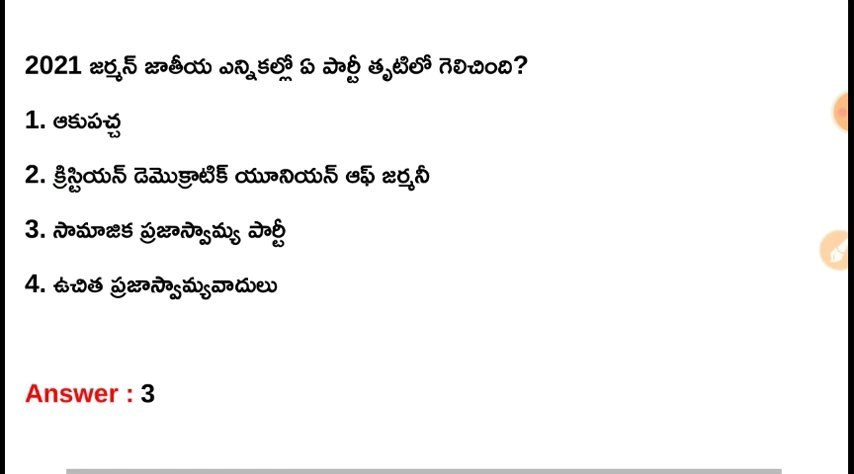 2021 జర్మన్ జాతీయ ఎన్నికల్లో ఏ పార్టీ తృటిలో గెలిచింది?
1. ఆకుపచ్చ
2. క్రిస్టియన్ డెమొక్రాటిక్ యూనియన్ ఆఫ్ జర్మనీ
3. సామాజిక ప్రజాస్వామ్య పార్టీ
4. ఉచిత ప్రజాస్వామ్యవాదులు
Answer : 3